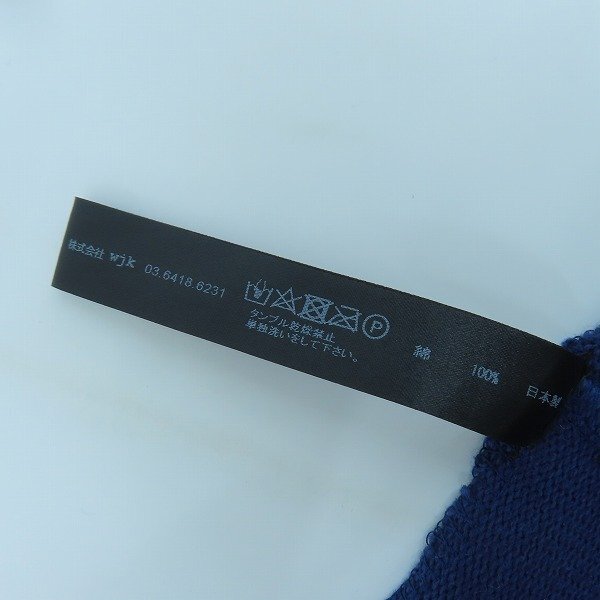 株式会社 wjk 03.6418.6231
P
タンブル乾燥禁止
単独洗いをして下さい。
綿 100%
日本製